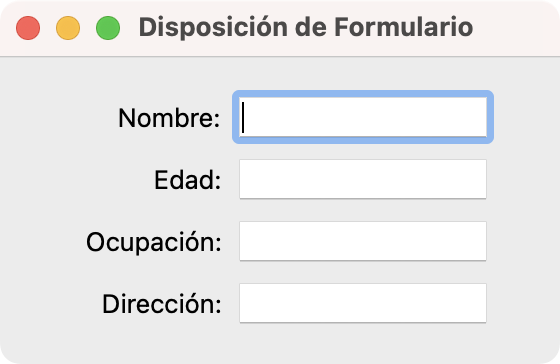 Disposición de Formulario
Nombre:
Edad:
Ocupación:
Dirección: